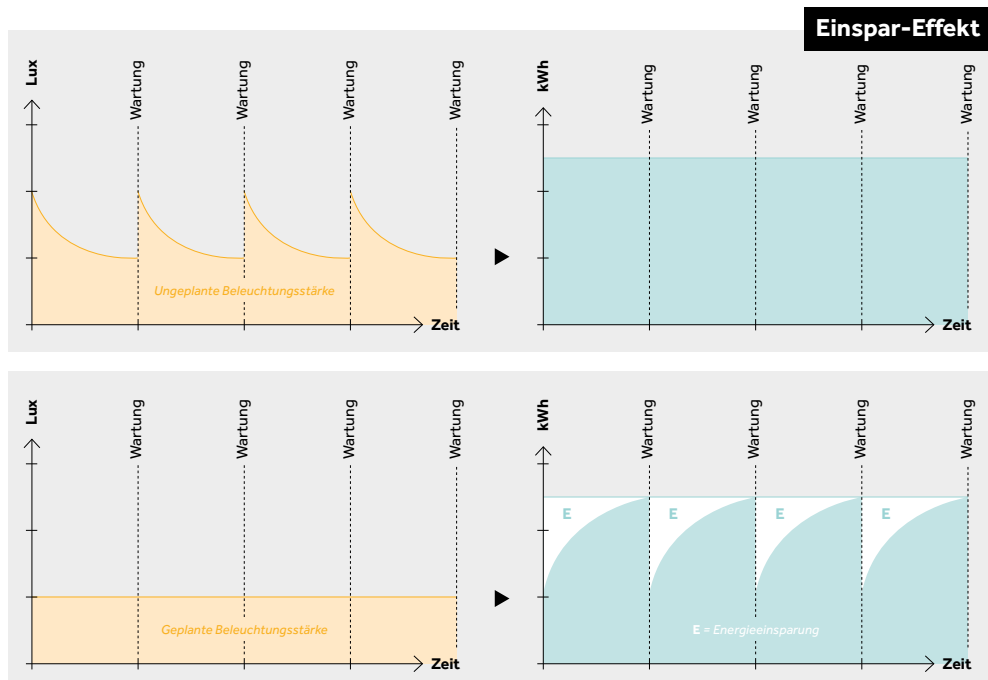 Einspar-Effekt
Lux
Wartung
Wartung
Wartung
Wartung
Ungeplante Beleuchtungsstärke
Zeit
kWh
Wartung
Wartung
Wartung
Wartung
Zeit
Lux
Wartung
Wartung
Wartung
Wartung
Geplante Beleuchtungsstärke
Zeit
kWh
Wartung
Wartung
Wartung
Wartung
E
E
E
E
E = Energieeinsparung
Zeit